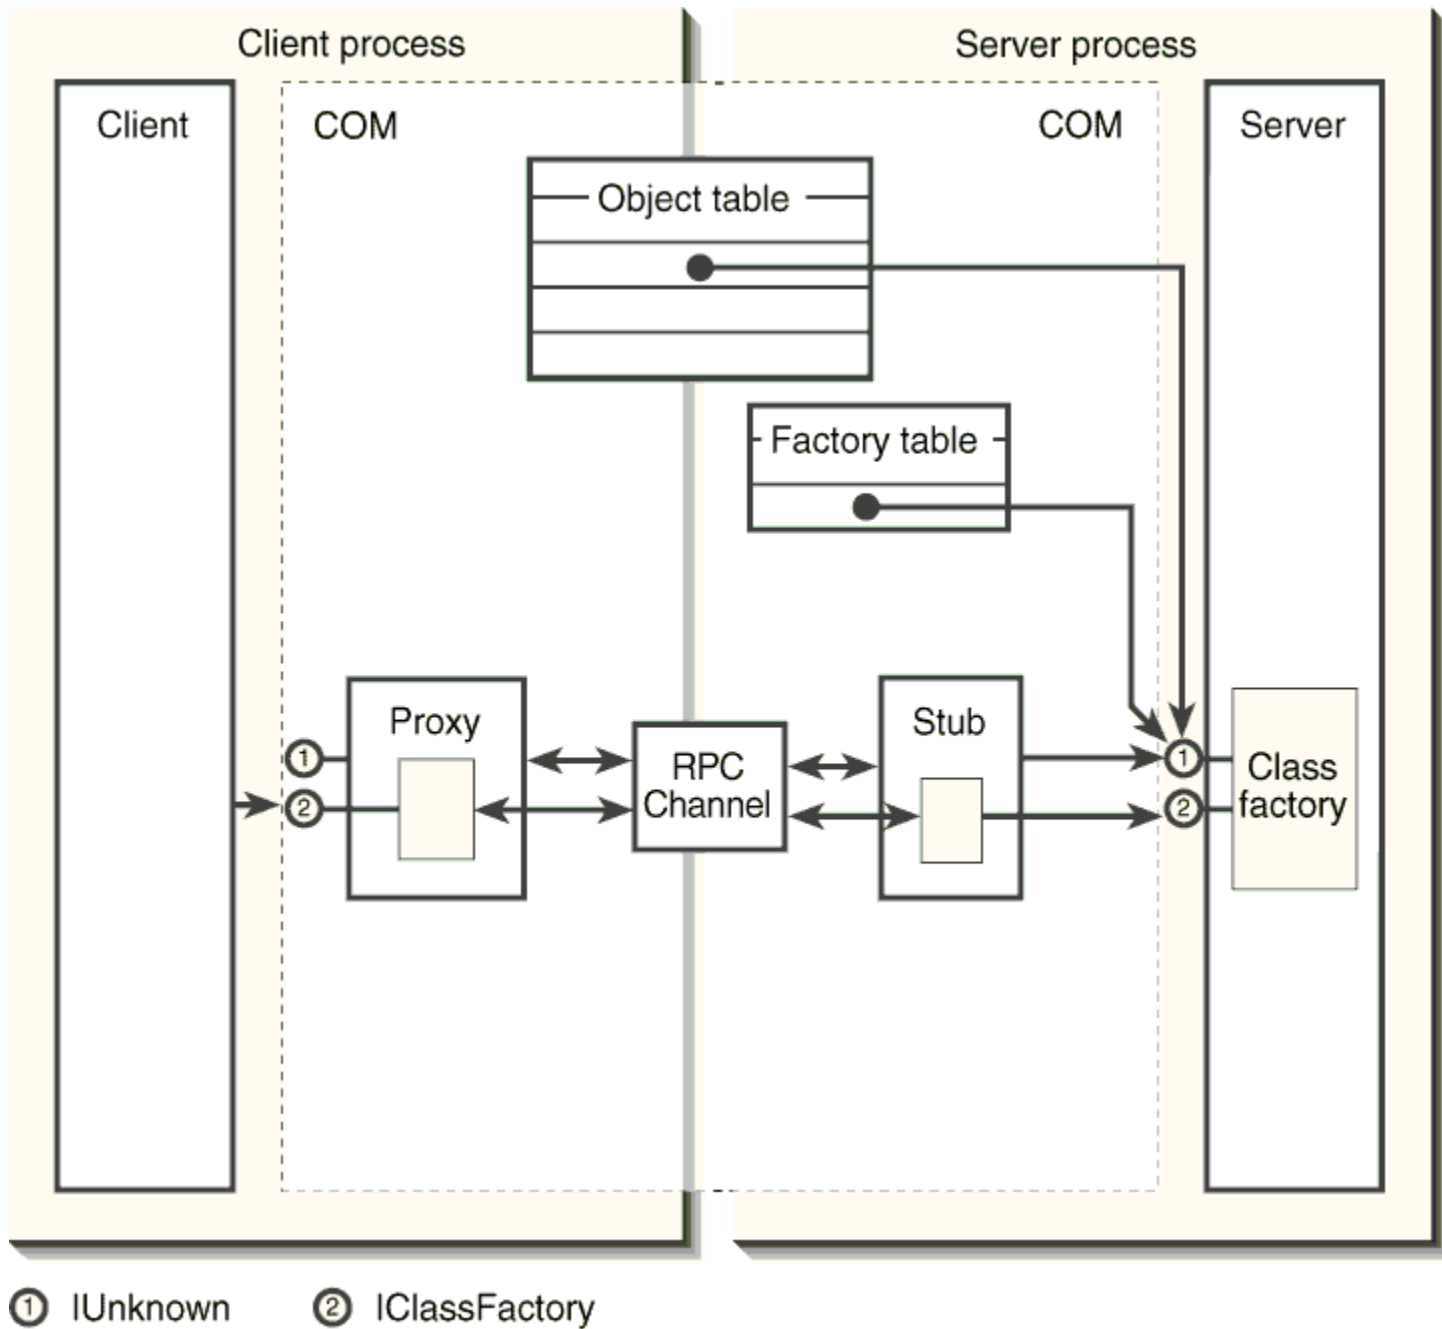 Client process
Server process
Client
COM
COM
Server
Object table
Factory table
Proxy
Stub
RPC
Channel
1
2
1
2
Class
factory
1 IUnknown
2 IClassFactory